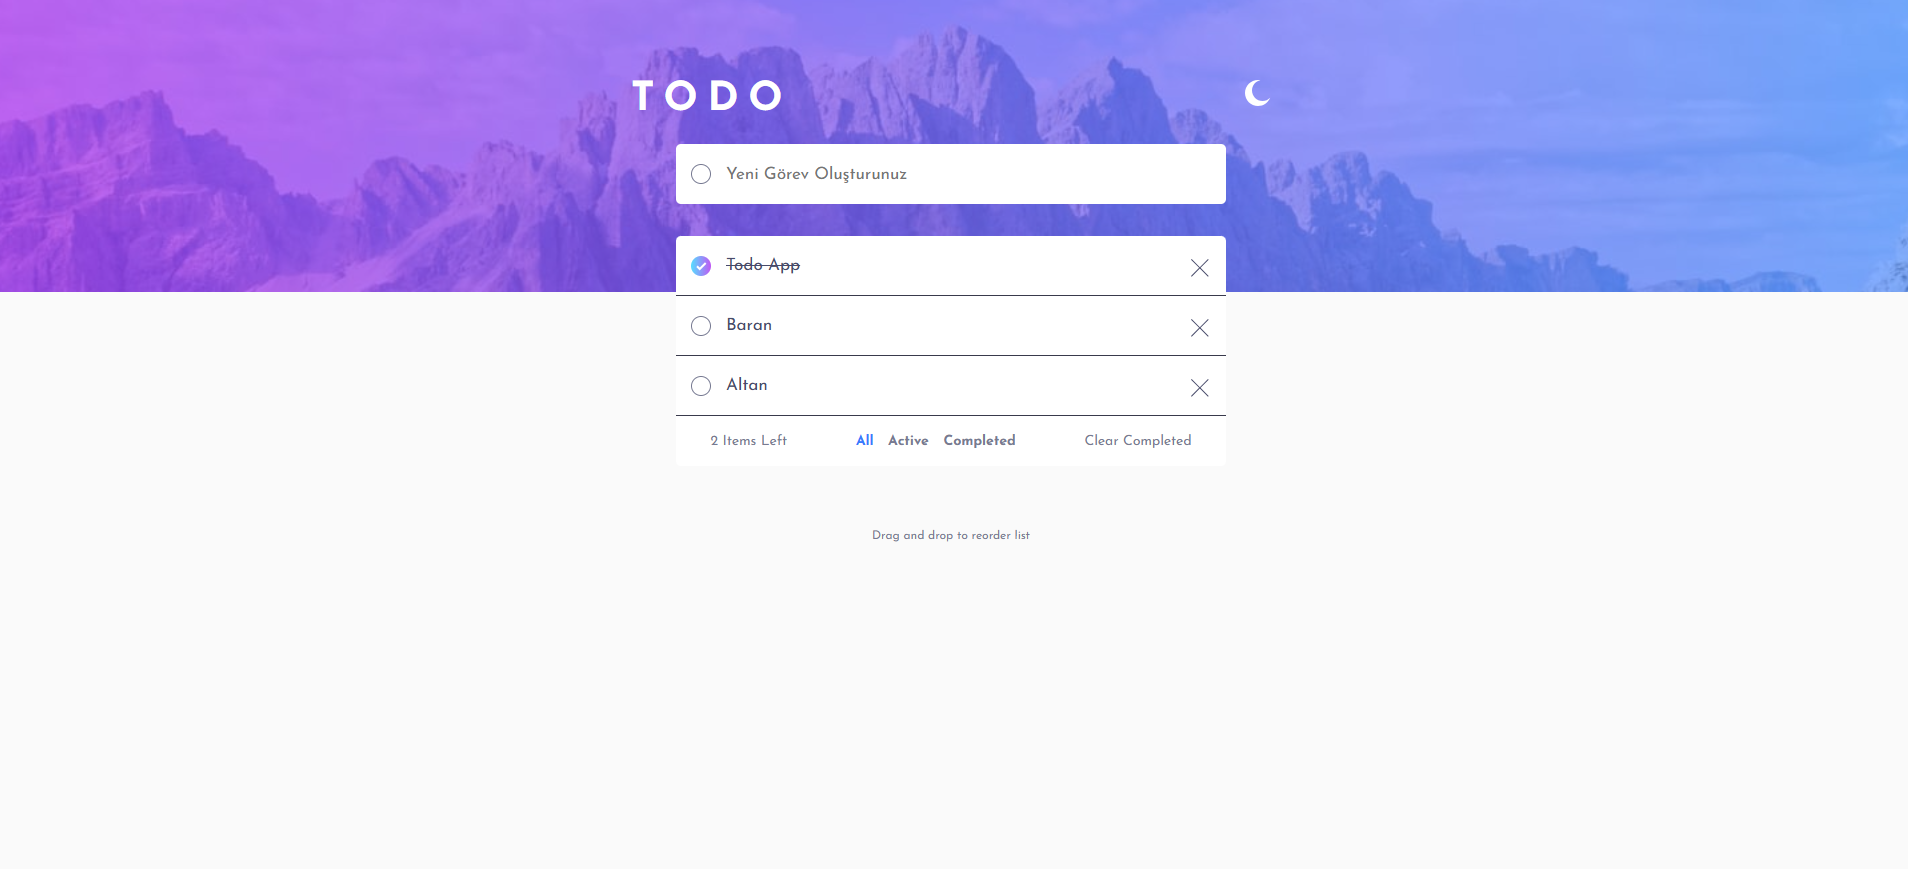 TODO
Yeni Görev Oluşturunuz
Todo App
Baran
Altan
2 Items Left All Active Completed Clear Completed
Drag and drop to reorder list